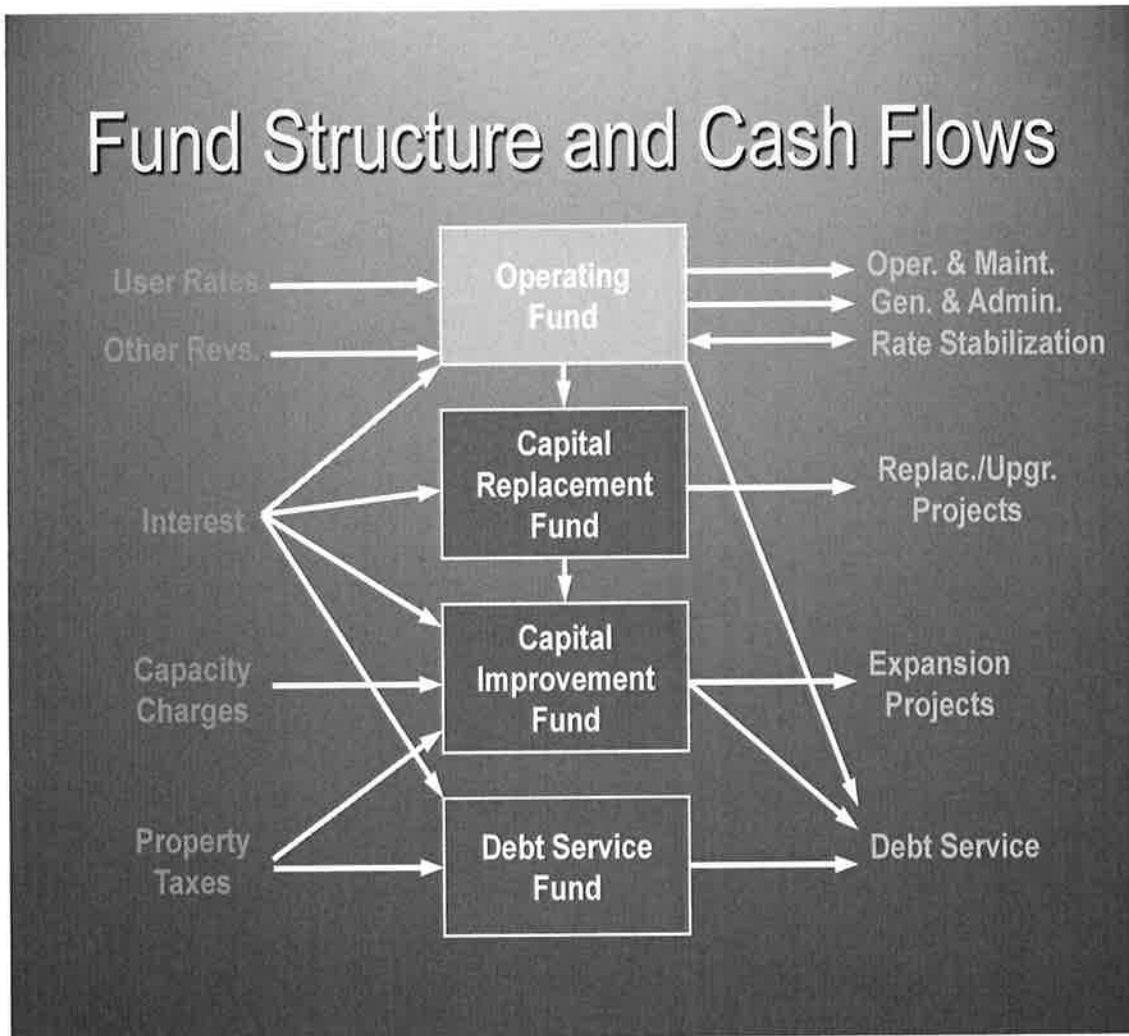 Fund Structure and Cash Flows
User Rates
Other Revs.
Interest
Capacity
Charges
Property
Taxes
Operating
Fund
Capital
Replacement
Fund
Capital
Improvement
Fund
Debt Service
Fund
Oper. & Maint.
Gen. & Admin.
Rate Stabilization
Replac./Upgr.
Projects
Expansion
Projects
Debt Service